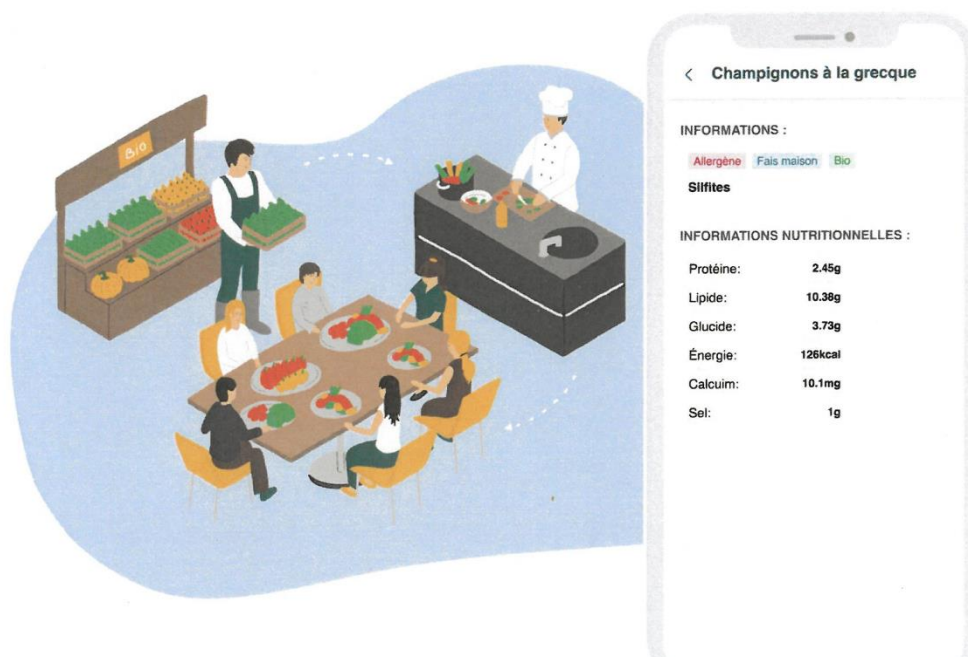 Bio
< Champignons à la grecque
INFORMATIONS :
Allergène Fais maison Bio
Silfites
INFORMATIONS NUTRITIONNELLES :
Protéine: 2.45g
Lipide: 10.38g
Glucide: 3.73g
Énergie: 126kcal
Calcuim: 10.1mg
Sel: 1g